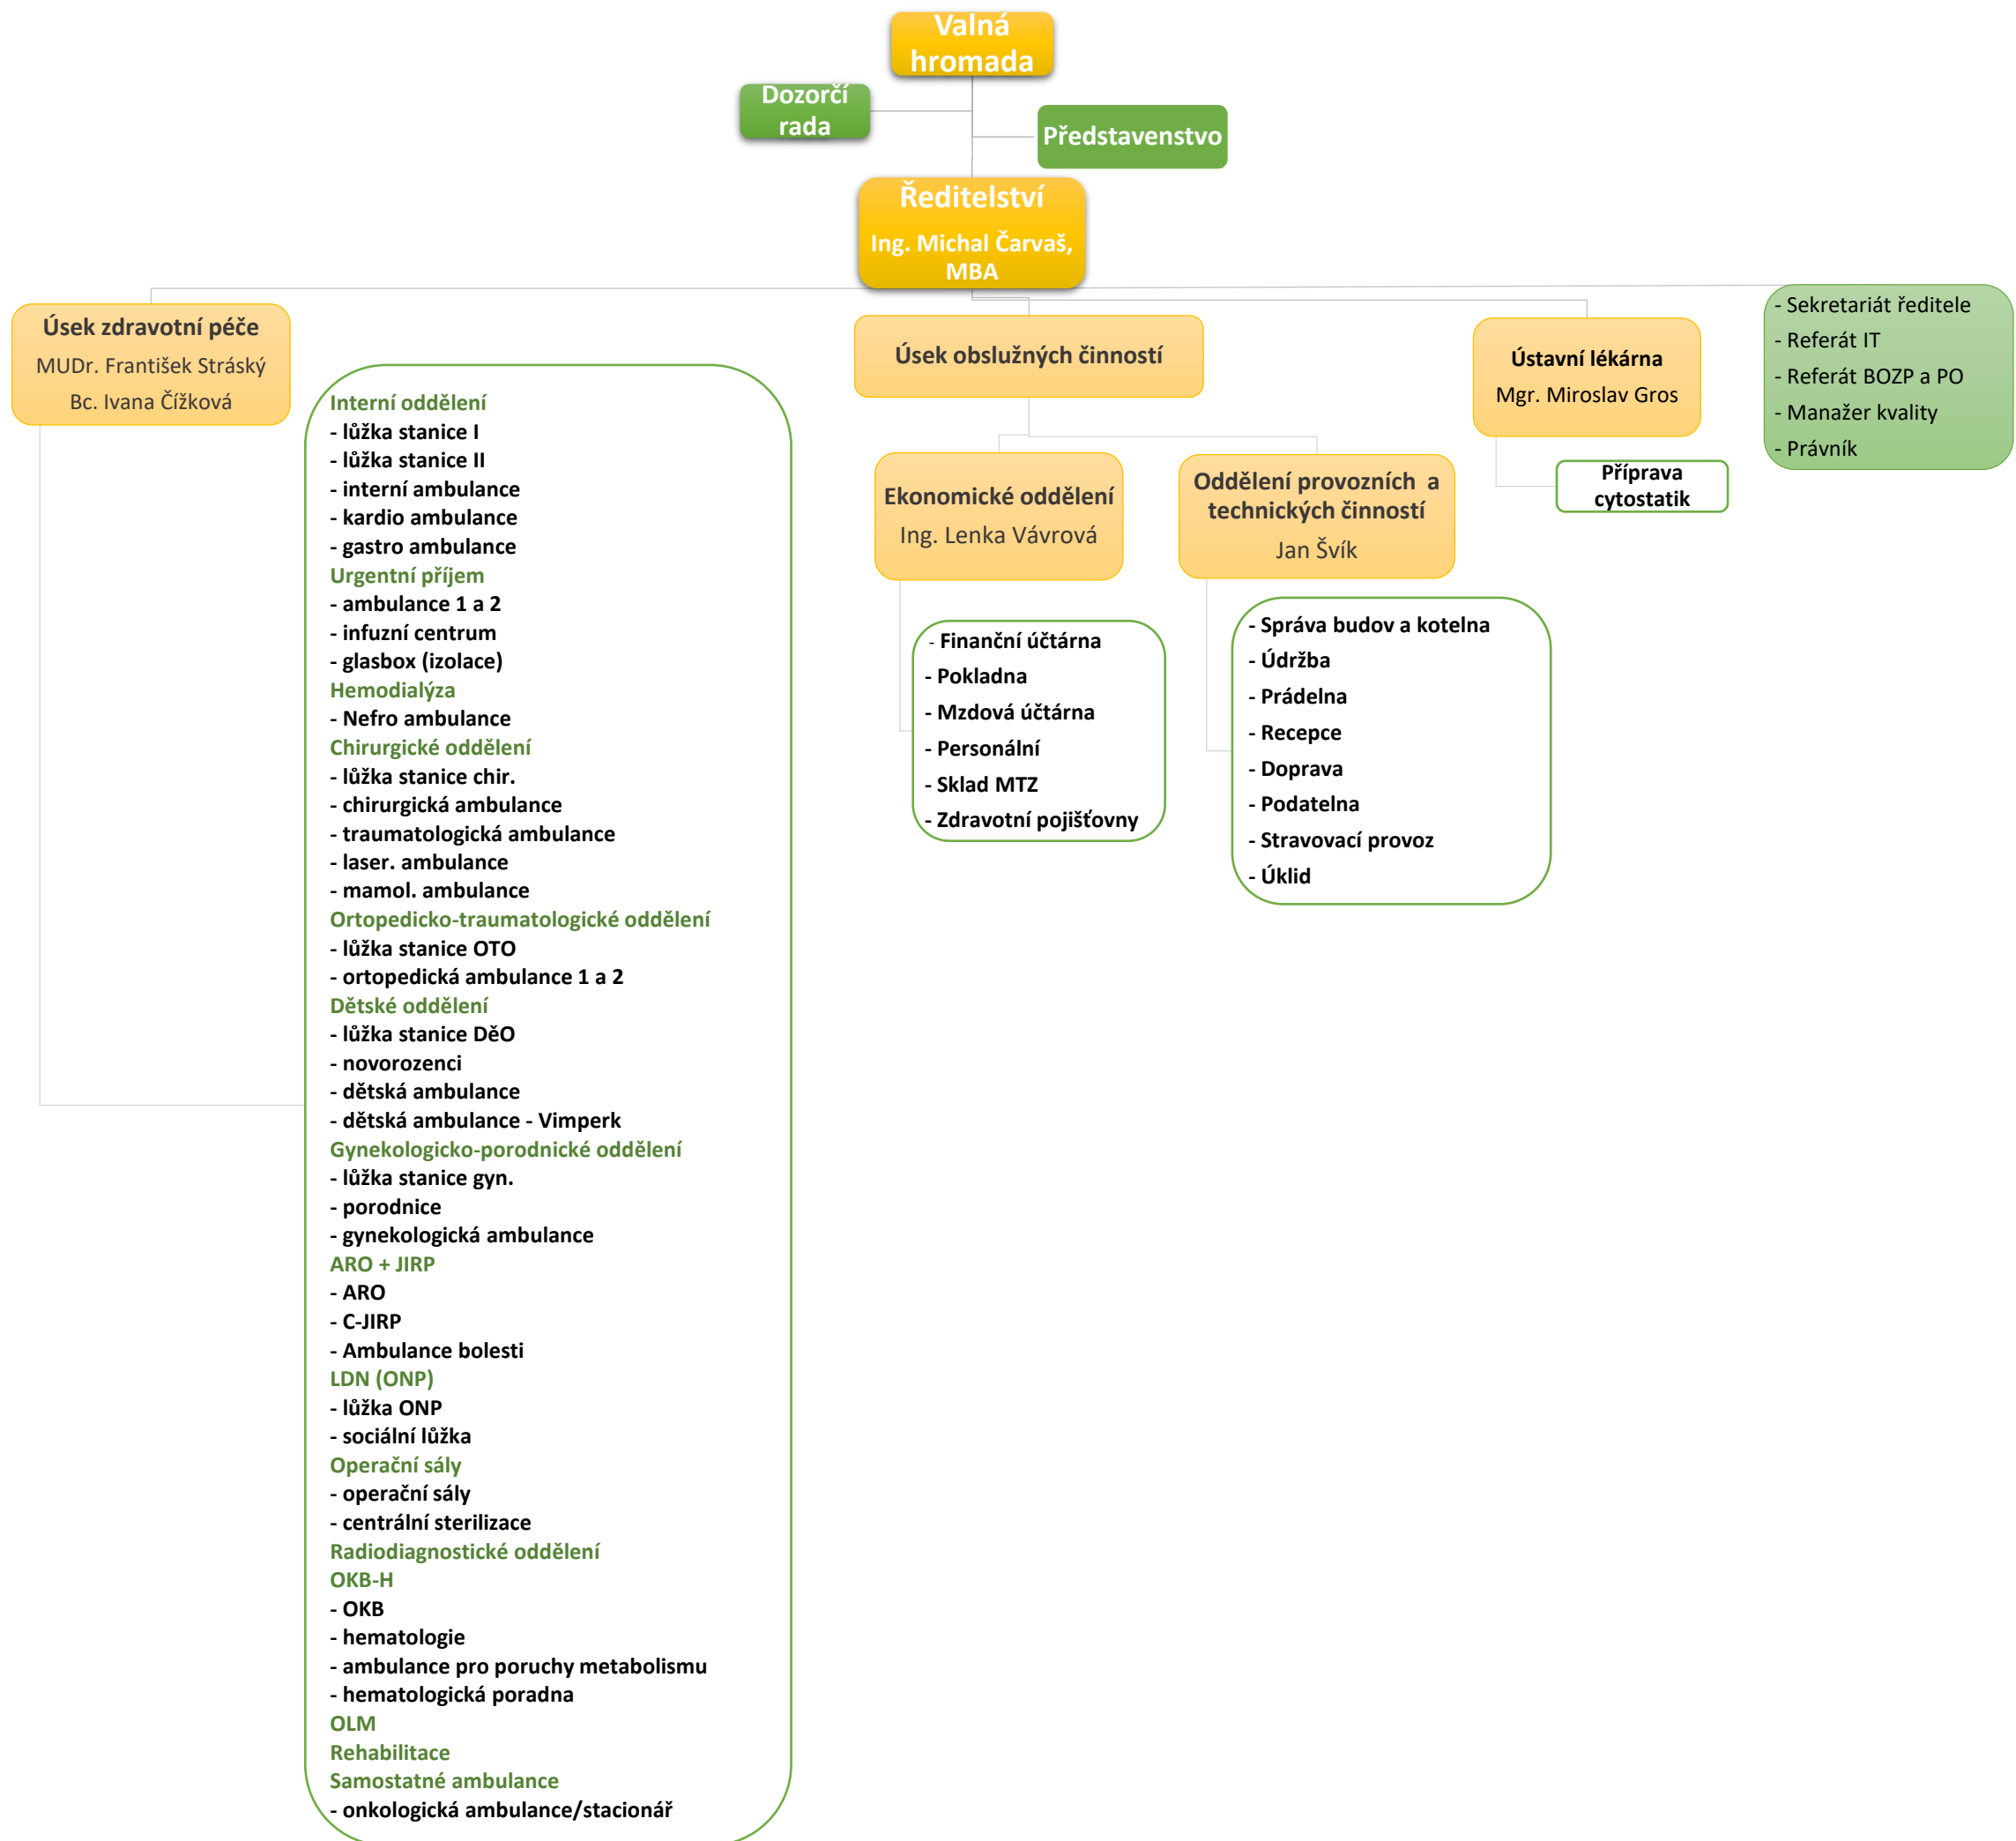 Valná
hromada
Dozorčí
rada
Představenstvo
Ředitelství
Ing. Michal Čarvaš,
MBA
Úsek zdravotní péče
MUDr. František Stráský
Bc. Ivana Čížková
Interní oddělení
- lůžka stanice I
- lůžka stanice II
- interní ambulance
- kardio ambulance
- gastro ambulance
Urgentní příjem
- ambulance 1 a 2
- infuzní centrum
- glasbox (izolace)
Hemodialýza
- Nefro ambulance
Chirurgické oddělení
- lůžka stanice chir.
- chirurgická ambulance
- traumatologická ambulance
- laser. ambulance
- mamol. ambulance
Ortopedicko-traumatologické oddělení
- lůžka stanice OTO
- ortopedická ambulance 1 a 2
Dětské oddělení
- lůžka stanice DěO
- novorozenci
- dětská ambulance
- dětská ambulance - Vimperk
Gynekologicko-porodnické oddělení
- lůžka stanice gyn.
- porodnice
- gynekologická ambulance
ARO + JIRP
- ARO
- C-JIRP
- Ambulance bolesti
LDN (ONP)
- lůžka ONP
- sociální lůžka
Operační sály
- operační sály
- centrální sterilizace
Radiodiagnostické oddělení
OKB-H
- OKB
- hematologie
- ambulance pro poruchy metabolismu
- hematologická poradna
OLM
Rehabilitace
Samostatné ambulance
- onkologická ambulance/stacionář
Úsek obslužných činností
Ekonomické oddělení
Ing. Lenka Vávrová
- Finanční účtárna
- Pokladna
- Mzdová účtárna
- Personální
- Sklad MTZ
- Zdravotní pojišťovny
Oddělení provozních a
technických činností
Jan Švík
- Správa budov a kotelna
- Údržba
- Prádelna
- Recepce
- Doprava
- Podatelna
- Stravovací provoz
- Úklid
Ústavní lékárna
Mgr. Miroslav Gros
Příprava
cytostatik
- Sekretariát ředitele
- Referát IT
- Referát BOZP a PO
- Manažer kvality
- Právník